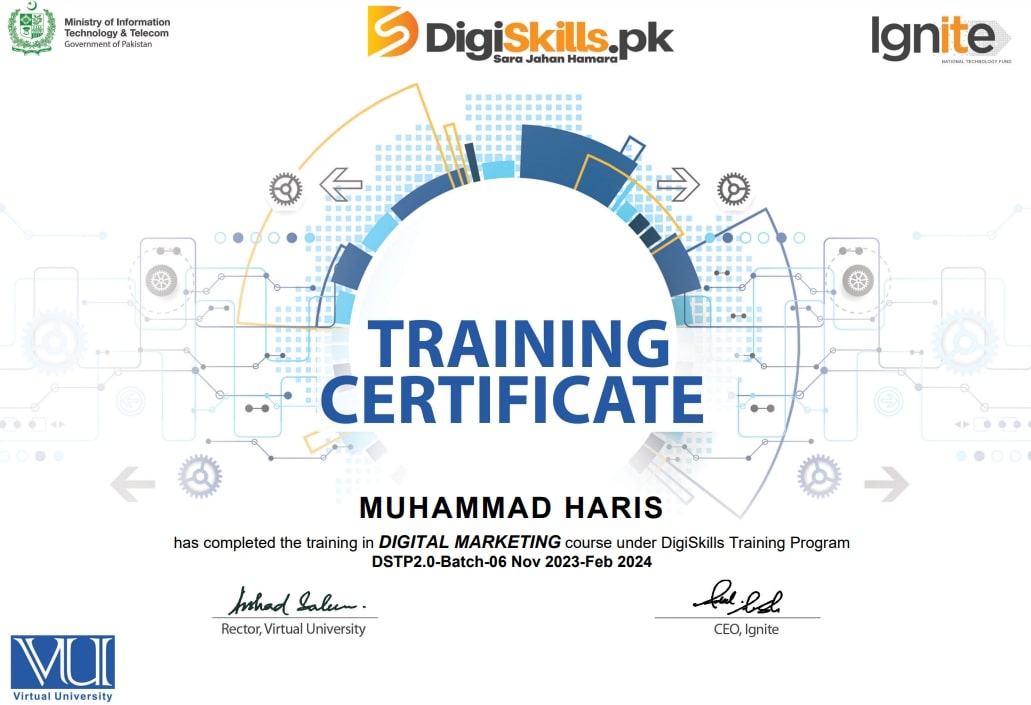 Ministry of Information
Technology & Telecom
Government of Pakistan
DigiSkills.pk
Sara Jahan Hamara
Ignite
NATIONAL TECHNOLOGY FUND
TRAINING
CERTIFICATE
MUHAMMAD HARIS
has completed the training in DIGITAL MARKETING course under DigiSkills Training Program
DSTP2.0-Batch-06 Nov 2023-Feb 2024
Arshad Saleem.
Rector, Virtual University
CEO, Ignite
VU
Virtual University